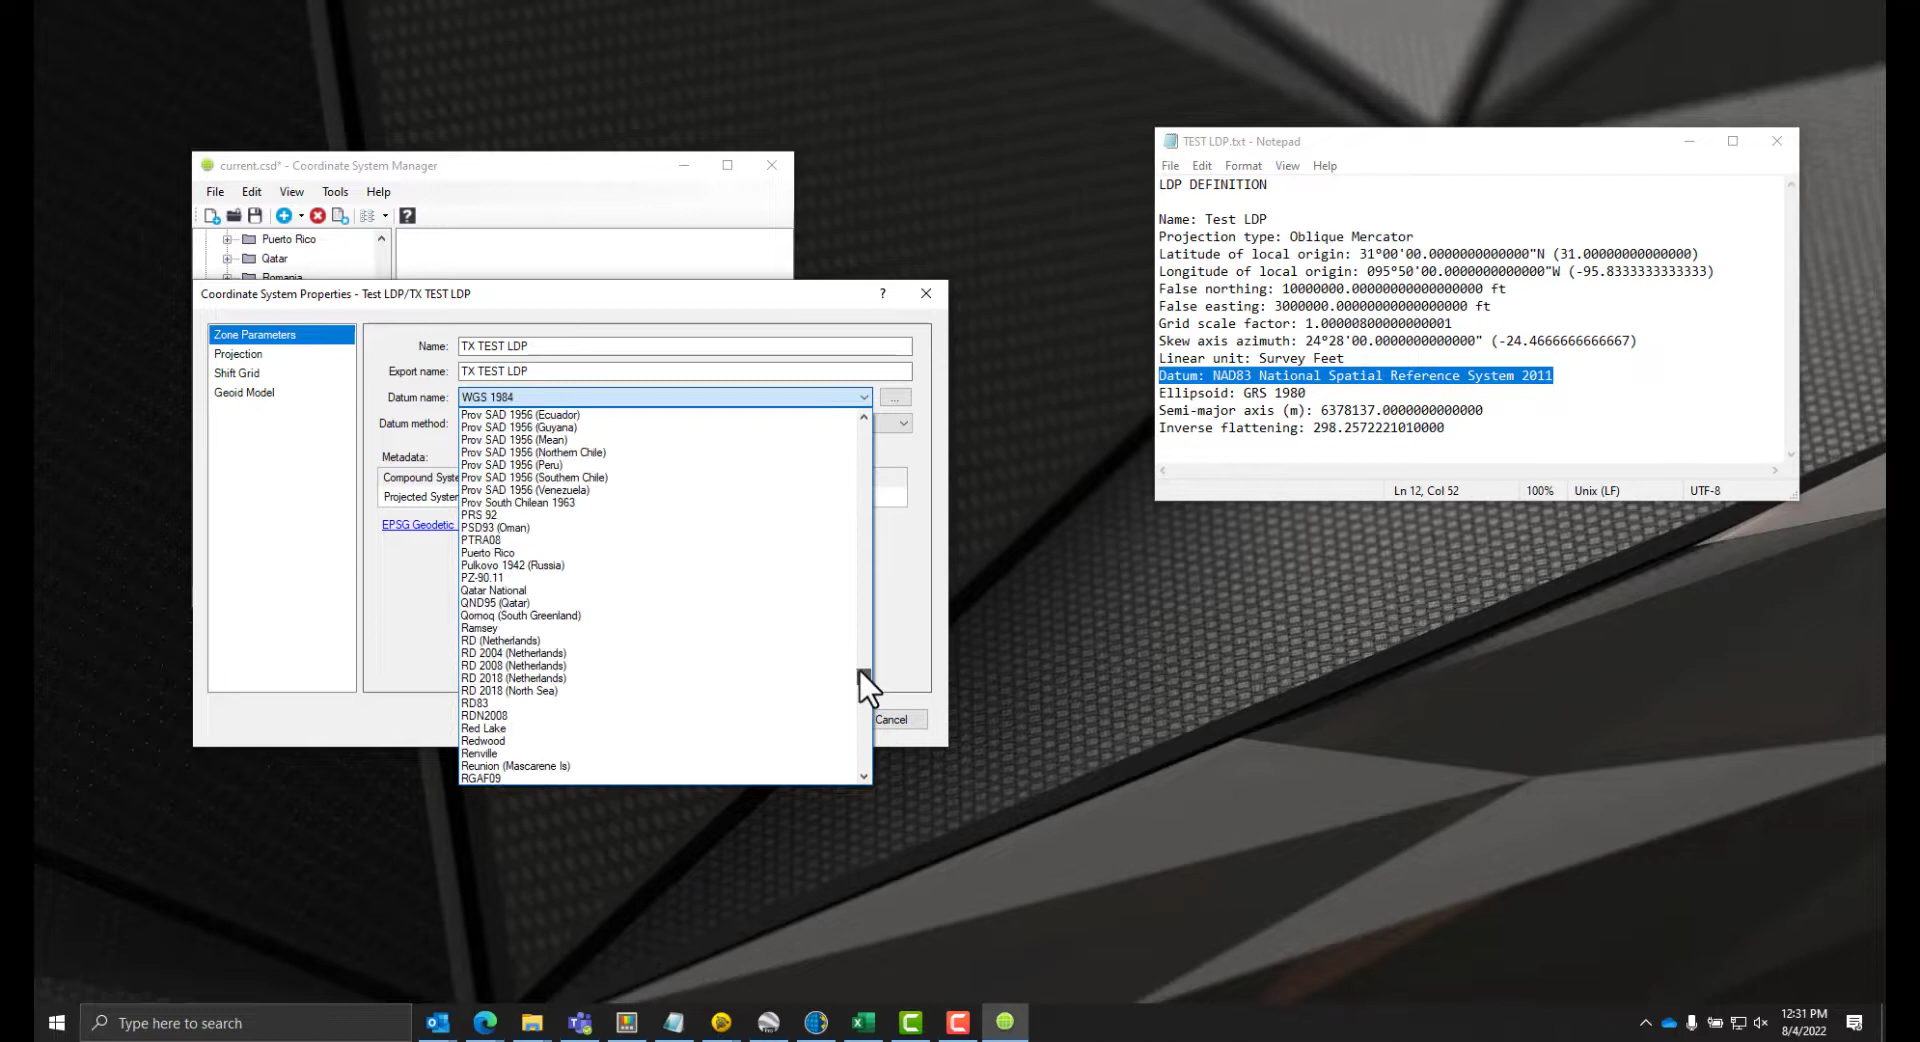 current.csd* - Coordinate System Manager
File Edit View Tools Help
Puerto Rico
Qatar
Romania
Coordinate System Properties - Test LDP/TX TEST LDP
?
Zone Parameters
Projection
Shift Grid
Geoid Model
Name: TX TEST LDP
Export name: TX TEST LDP
Datum name: WGS 1984
...
Datum method:
Metadata:
Compound Syste
Projected System
EPSG Geodetic
Prov SAD 1956 (Ecuador)
Prov SAD 1956 (Guyana)
Prov SAD 1956 (Mean)
Prov SAD 1956 (Northern Chile)
Prov SAD 1956 (Peru)
Prov SAD 1956 (Southern Chile)
Prov SAD 1956 (Venezuela)
Prov South Chilean 1963
PRS 92
PSD93 (Oman)
PTRA08
Puerto Rico
Pulkovo 1942 (Russia)
PZ-90.11
Qatar National
QND95 (Qatar)
Qornoq (South Greenland)
Ramsey
RD (Netherlands)
RD 2004 (Netherlands)
RD 2008 (Netherlands)
RD 2018 (Netherlands)
RD 2018 (North Sea)
RD83
RDN2008
Red Lake
Redwood
Renville
Reunion (Mascarene Is)
RGAF09
Cancel
TEST LDP.txt - Notepad
File Edit Format View Help
LDP DEFINITION
Name: Test LDP
Projection type: Oblique Mercator
Latitude of local origin: 31°00'00.0000000000000"N (31.00000000000000)
Longitude of local origin: 095°50'00.0000000000000"W (-95.8333333333333)
False northing: 10000000.00000000000000000 ft
False easting: 3000000.00000000000000000 ft
Grid scale factor: 1.00000800000000001
Skew axis azimuth: 24°28'00.0000000000000" (-24.4666666666667)
Linear unit: Survey Feet
Datum: NAD83 National Spatial Reference System 2011
Ellipsoid: GRS 1980
Semi-major axis (m): 6378137.0000000000000
Inverse flattening: 298.2572221010000
Ln 12, Col 52 100% Unix (LF) UTF-8
Type here to search
12:31 PM
8/4/2022